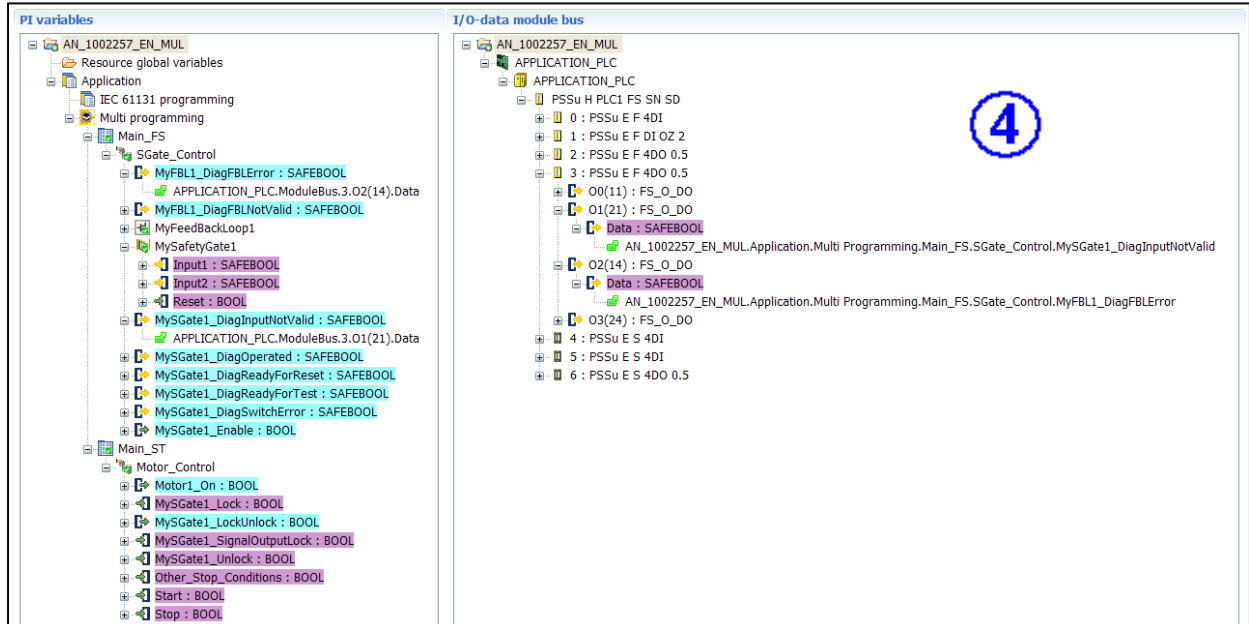 PI variables
AN_1002257_EN_MUL
Resource global variables
Application
IEC 61131 programming
Multi programming
Main_FS
SGate_Control
MyFBL1_DiagFBLError : SAFEBOOL
APPLICATION_PLC.ModuleBus.3.O2(14).Data
MyFBL1_DiagFBLNotValid : SAFEBOOL
MyFeedBackLoop1
MySafetyGate1
Input1 : SAFEBOOL
Input2 : SAFEBOOL
Reset : BOOL
MySGate1_DiagInputNotValid : SAFEBOOL
APPLICATION_PLC.ModuleBus.3.O1(21).Data
MySGate1_DiagOperated : SAFEBOOL
MySGate1_DiagReadyForReset : SAFEBOOL
MySGate1_DiagReadyForTest : SAFEBOOL
MySGate1_DiagSwitchError : SAFEBOOL
MySGate1_Enable : BOOL
Main_ST
Motor_Control
Motor1_On : BOOL
MySGate1_Lock : BOOL
MySGate1_LockUnlock : BOOL
MySGate1_SignalOutputLock : BOOL
MySGate1_Unlock : BOOL
Other_Stop_Conditions : BOOL
Start : BOOL
Stop : BOOL
I/O-data module bus
AN_1002257_EN_MUL
APPLICATION_PLC
APPLICATION_PLC
PSSu H PLC1 FS SN SD
0 : PSSu E F 4DI
1 : PSSu E F DI OZ 2
2 : PSSu E F 4DO 0.5
3 : PSSu E F 4DO 0.5
O0(11) : FS_O_DO
O1(21) : FS_O_DO
Data : SAFEBOOL
AN_1002257_EN_MUL.Application.Multi Programming.Main_FS.SGate_Control.MySGate1_DiagInputNotValid
O2(14) : FS_O_DO
Data : SAFEBOOL
AN_1002257_EN_MUL.Application.Multi Programming.Main_FS.SGate_Control.MyFBL1_DiagFBLError
O3(24) : FS_O_DO
4 : PSSu E S 4DI
5 : PSSu E S 4DI
6 : PSSu E S 4DO 0.5
4